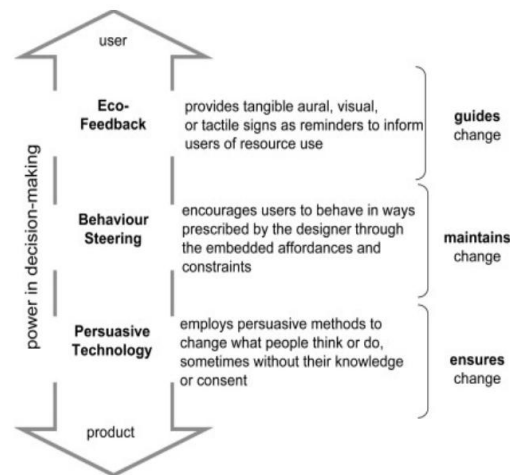 user
power in decision-making
Eco-
Feedback
provides tangible aural, visual,
or tactile signs as reminders to inform
users of resource use
guides
change
Behaviour
Steering
encourages users to behave in ways
prescribed by the designer through
the embedded affordances and
constraints
maintains
change
Persuasive
Technology
employs persuasive methods to
change what people think or do,
sometimes without their knowledge
or consent
ensures
change
product